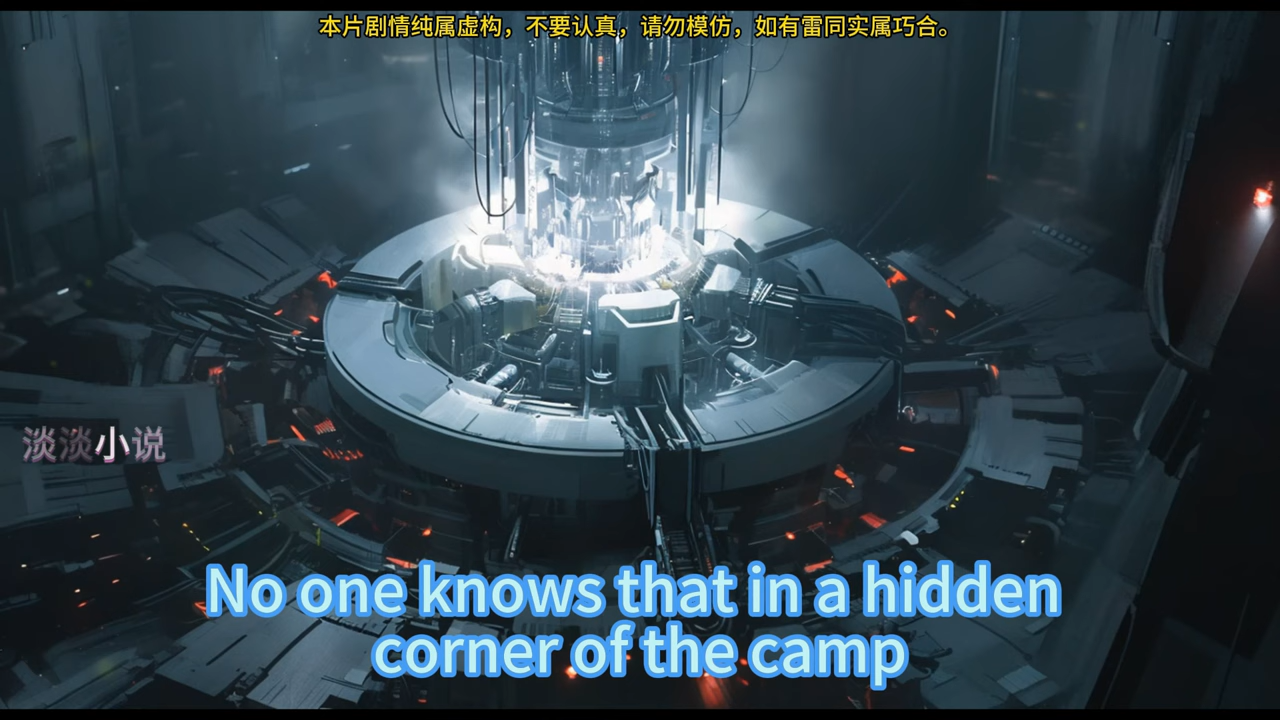 本片剧情纯属虚构，不要认真，请勿模仿，如有雷同实属巧合。
淡淡小说
No one knows that in a hidden
corner of the camp